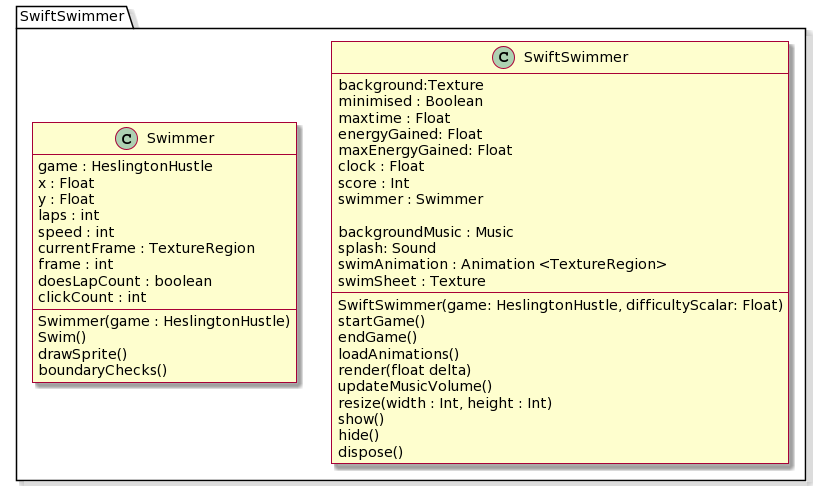 SwiftSwimmer
C Swimmer
game : HeslingtonHustle
x : Float
y : Float
laps : int
speed : int
currentFrame : TextureRegion
frame : int
doesLapCount : boolean
clickCount : int
Swimmer(game : HeslingtonHustle)
Swim()
drawSprite()
boundaryChecks()
C SwiftSwimmer
background:Texture
minimised : Boolean
maxtime : Float
energyGained: Float
maxEnergyGained: Float
clock : Float
score : Int
swimmer : Swimmer
backgroundMusic : Music
splash: Sound
swimAnimation : Animation <TextureRegion>
swimSheet : Texture
SwiftSwimmer(game: HeslingtonHustle, difficultyScalar: Float)
startGame()
endGame()
loadAnimations()
render(float delta)
updateMusicVolume()
resize(width : Int, height : Int)
show()
hide()
dispose()